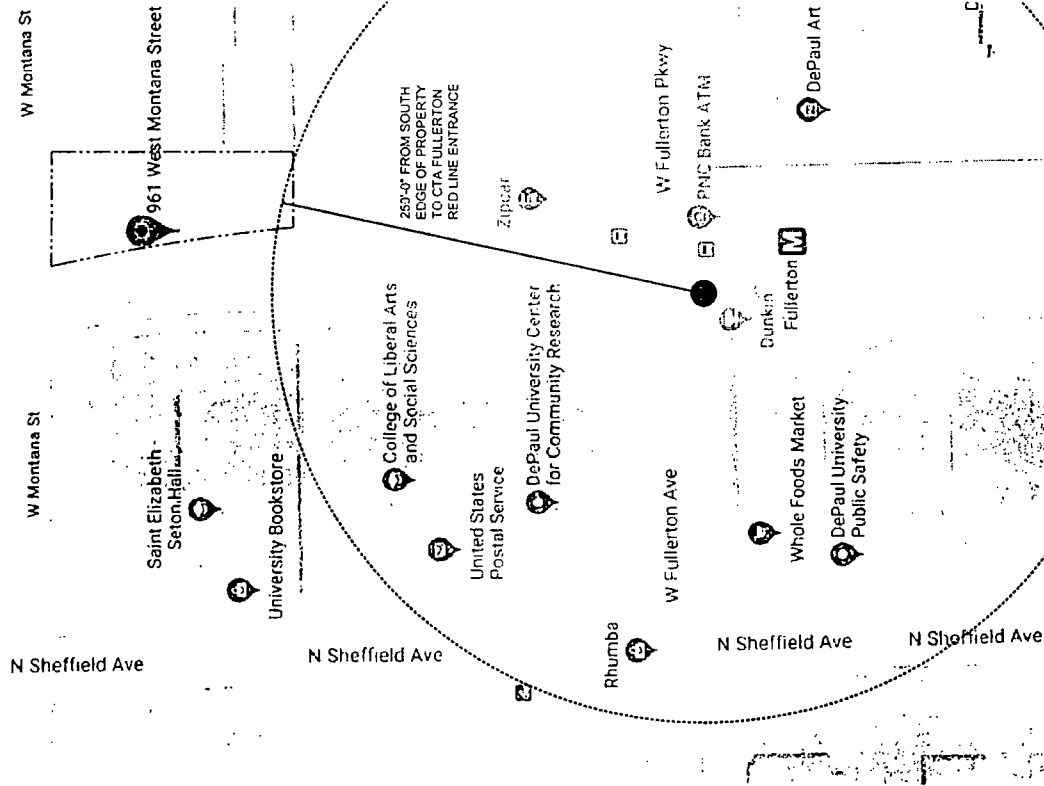 W Montana St
W Montana St
961 West Montana Street
Saint Elizabeth
Seton Hall
University Bookstore
College of Liberal Arts
and Social Sciences
250'-0" FROM SOUTH
EDGE OF PROPERTY
TO CTA FULLERTON
RED LINE ENTRANCE
United States
Postal Service
Zipcar
DePaul University Center
for Community Research
Rhumba
W Fullerton Ave
W Fullerton Pkwy
PNC Bank ATM
Dunkin
Fullerton M
Whole Foods Market
DePaul University
Public Safety
DePaul Art
N Sheffield Ave
N Sheffield Ave
N Sheffield Ave
N Sheffield Ave